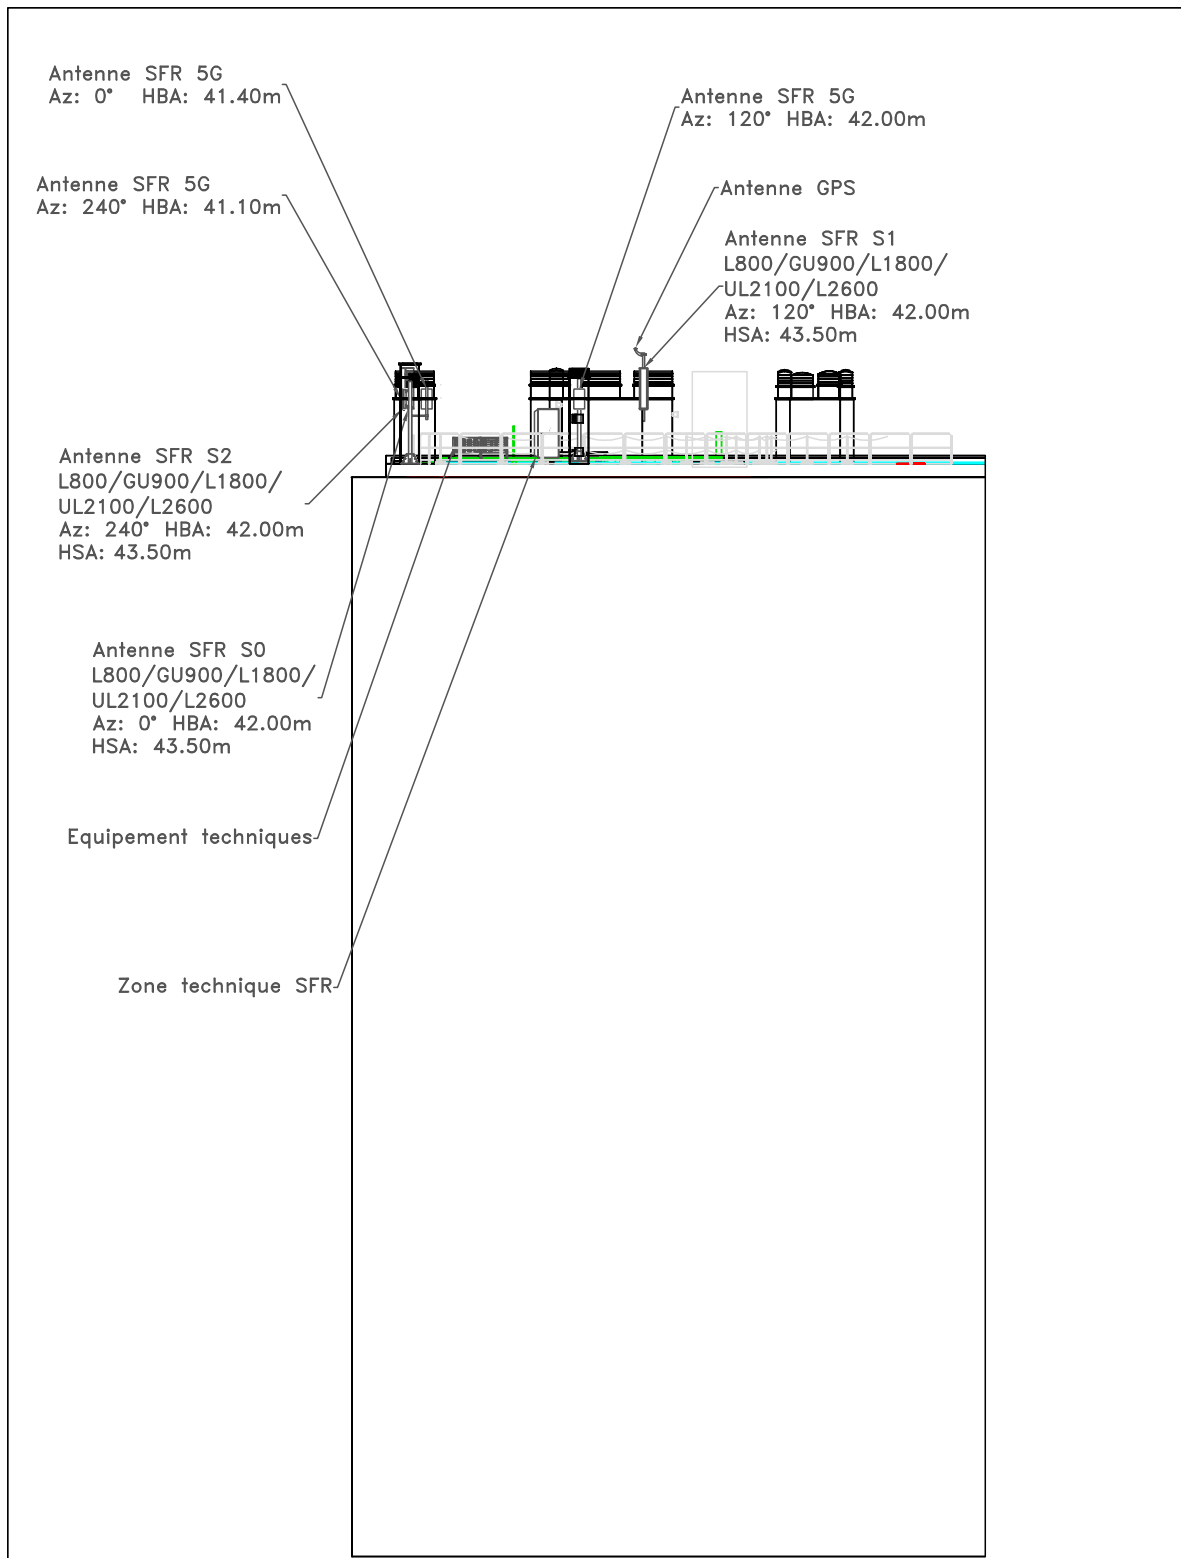 Antenne SFR 5G
Az: 0° HBA: 41.40m
Antenne SFR 5G
Az: 120° HBA: 42.00m
Antenne SFR 5G
Az: 240° HBA: 41.10m
Antenne GPS
Antenne SFR S1
L800/GU900/L1800/
UL2100/L2600
Az: 120° HBA: 42.00m
HSA: 43.50m
Antenne SFR S2
L800/GU900/L1800/
UL2100/L2600
Az: 240° HBA: 42.00m
HSA: 43.50m
Antenne SFR S0
L800/GU900/L1800/
UL2100/L2600
Az: 0° HBA: 42.00m
HSA: 43.50m
Equipement techniques
Zone technique SFR